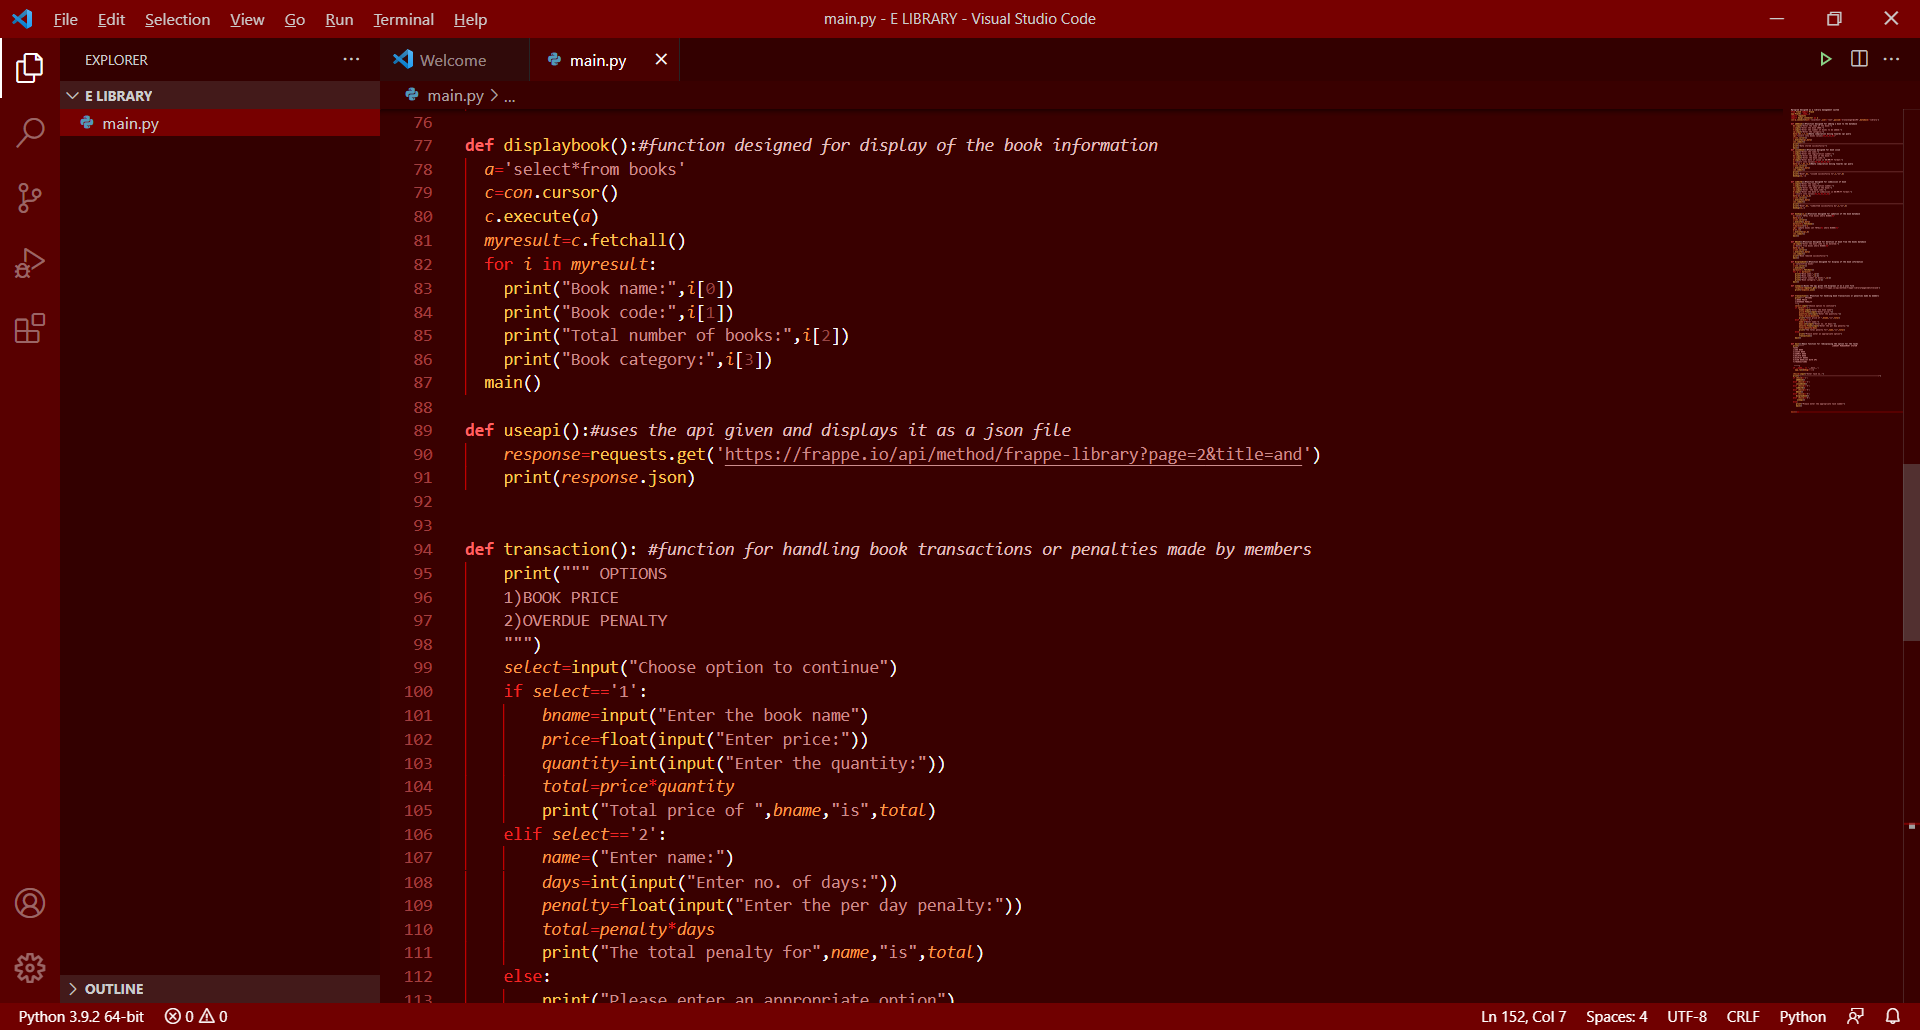 File Edit Selection View Go Run Terminal Help main.py - E LIBRARY - Visual Studio Code
EXPLORER
Welcome main.py
E LIBRARY
main.py > ...
main.py
76
77 def displaybook():#function designed for display of the book information
78 a='select*from books'
79 c=con.cursor()
80 c.execute(a)
81 myresult=c.fetchall()
82 for i in myresult:
83 print("Book name:",i[0])
84 print("Book code:",i[1])
85 print("Total number of books:",i[2])
86 print("Book category:",i[3])
87 main()
88
89 def useapi():#uses the api given and displays it as a json file
90 response=requests.get('https://frappe.io/api/method/frappe-library?page=2&title=and')
91 print(response.json)
92
93
94 def transaction(): #function for handling book transactions or penalties made by members
95 print(""" OPTIONS
96 1)BOOK PRICE
97 2)OVERDUE PENALTY
98 """)
99 select=input("Choose option to continue")
100 if select=='1':
101 bname=input("Enter the book name")
102 price=float(input("Enter price:"))
103 quantity=int(input("Enter the quantity:"))
104 total=price*quantity
105 print("Total price of ",bname,"is",total)
106 elif select=='2':
107 name=("Enter name:")
108 days=int(input("Enter no. of days:"))
109 penalty=float(input("Enter the per day penalty:"))
110 total=penalty*days
111 print("The total penalty for",name,"is",total)
112 else:
113 print("Please enter an appropriate option")
OUTLINE
Python 3.9.2 64-bit 0 0 Ln 152, Col 7 Spaces: 4 UTF-8 CRLF Python